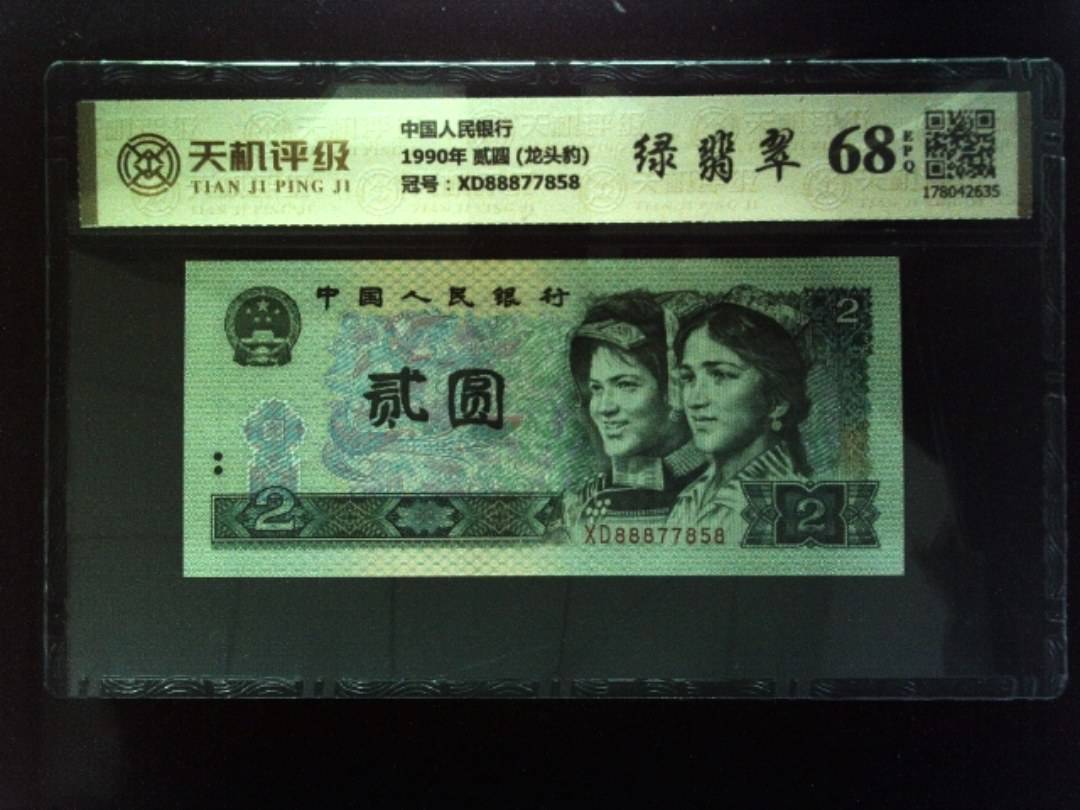 天机评级
TIAN JI PING JI
中国人民银行
1990年 贰圆 (龙头豹)
冠号：XD88877858
绿翡翠
68
EPQ
178042635
中国人民银行
2
贰圆
2
XD88877858
2